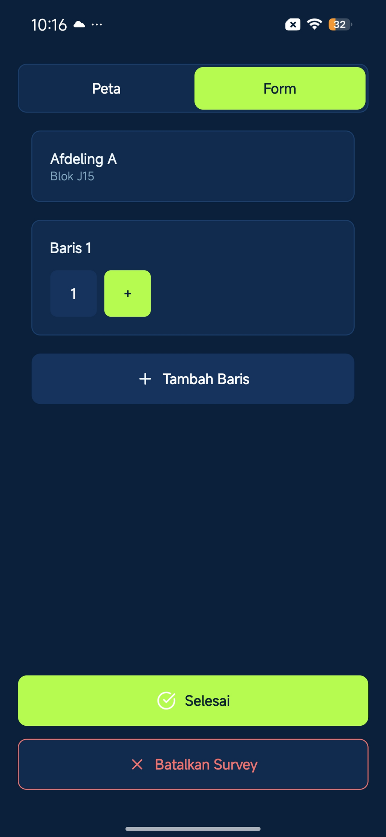 10:16 ... 32
Peta Form
Afdeling A
Blok J15
Baris 1
1 +
+ Tambah Baris
Selesai
Batalkan Survey